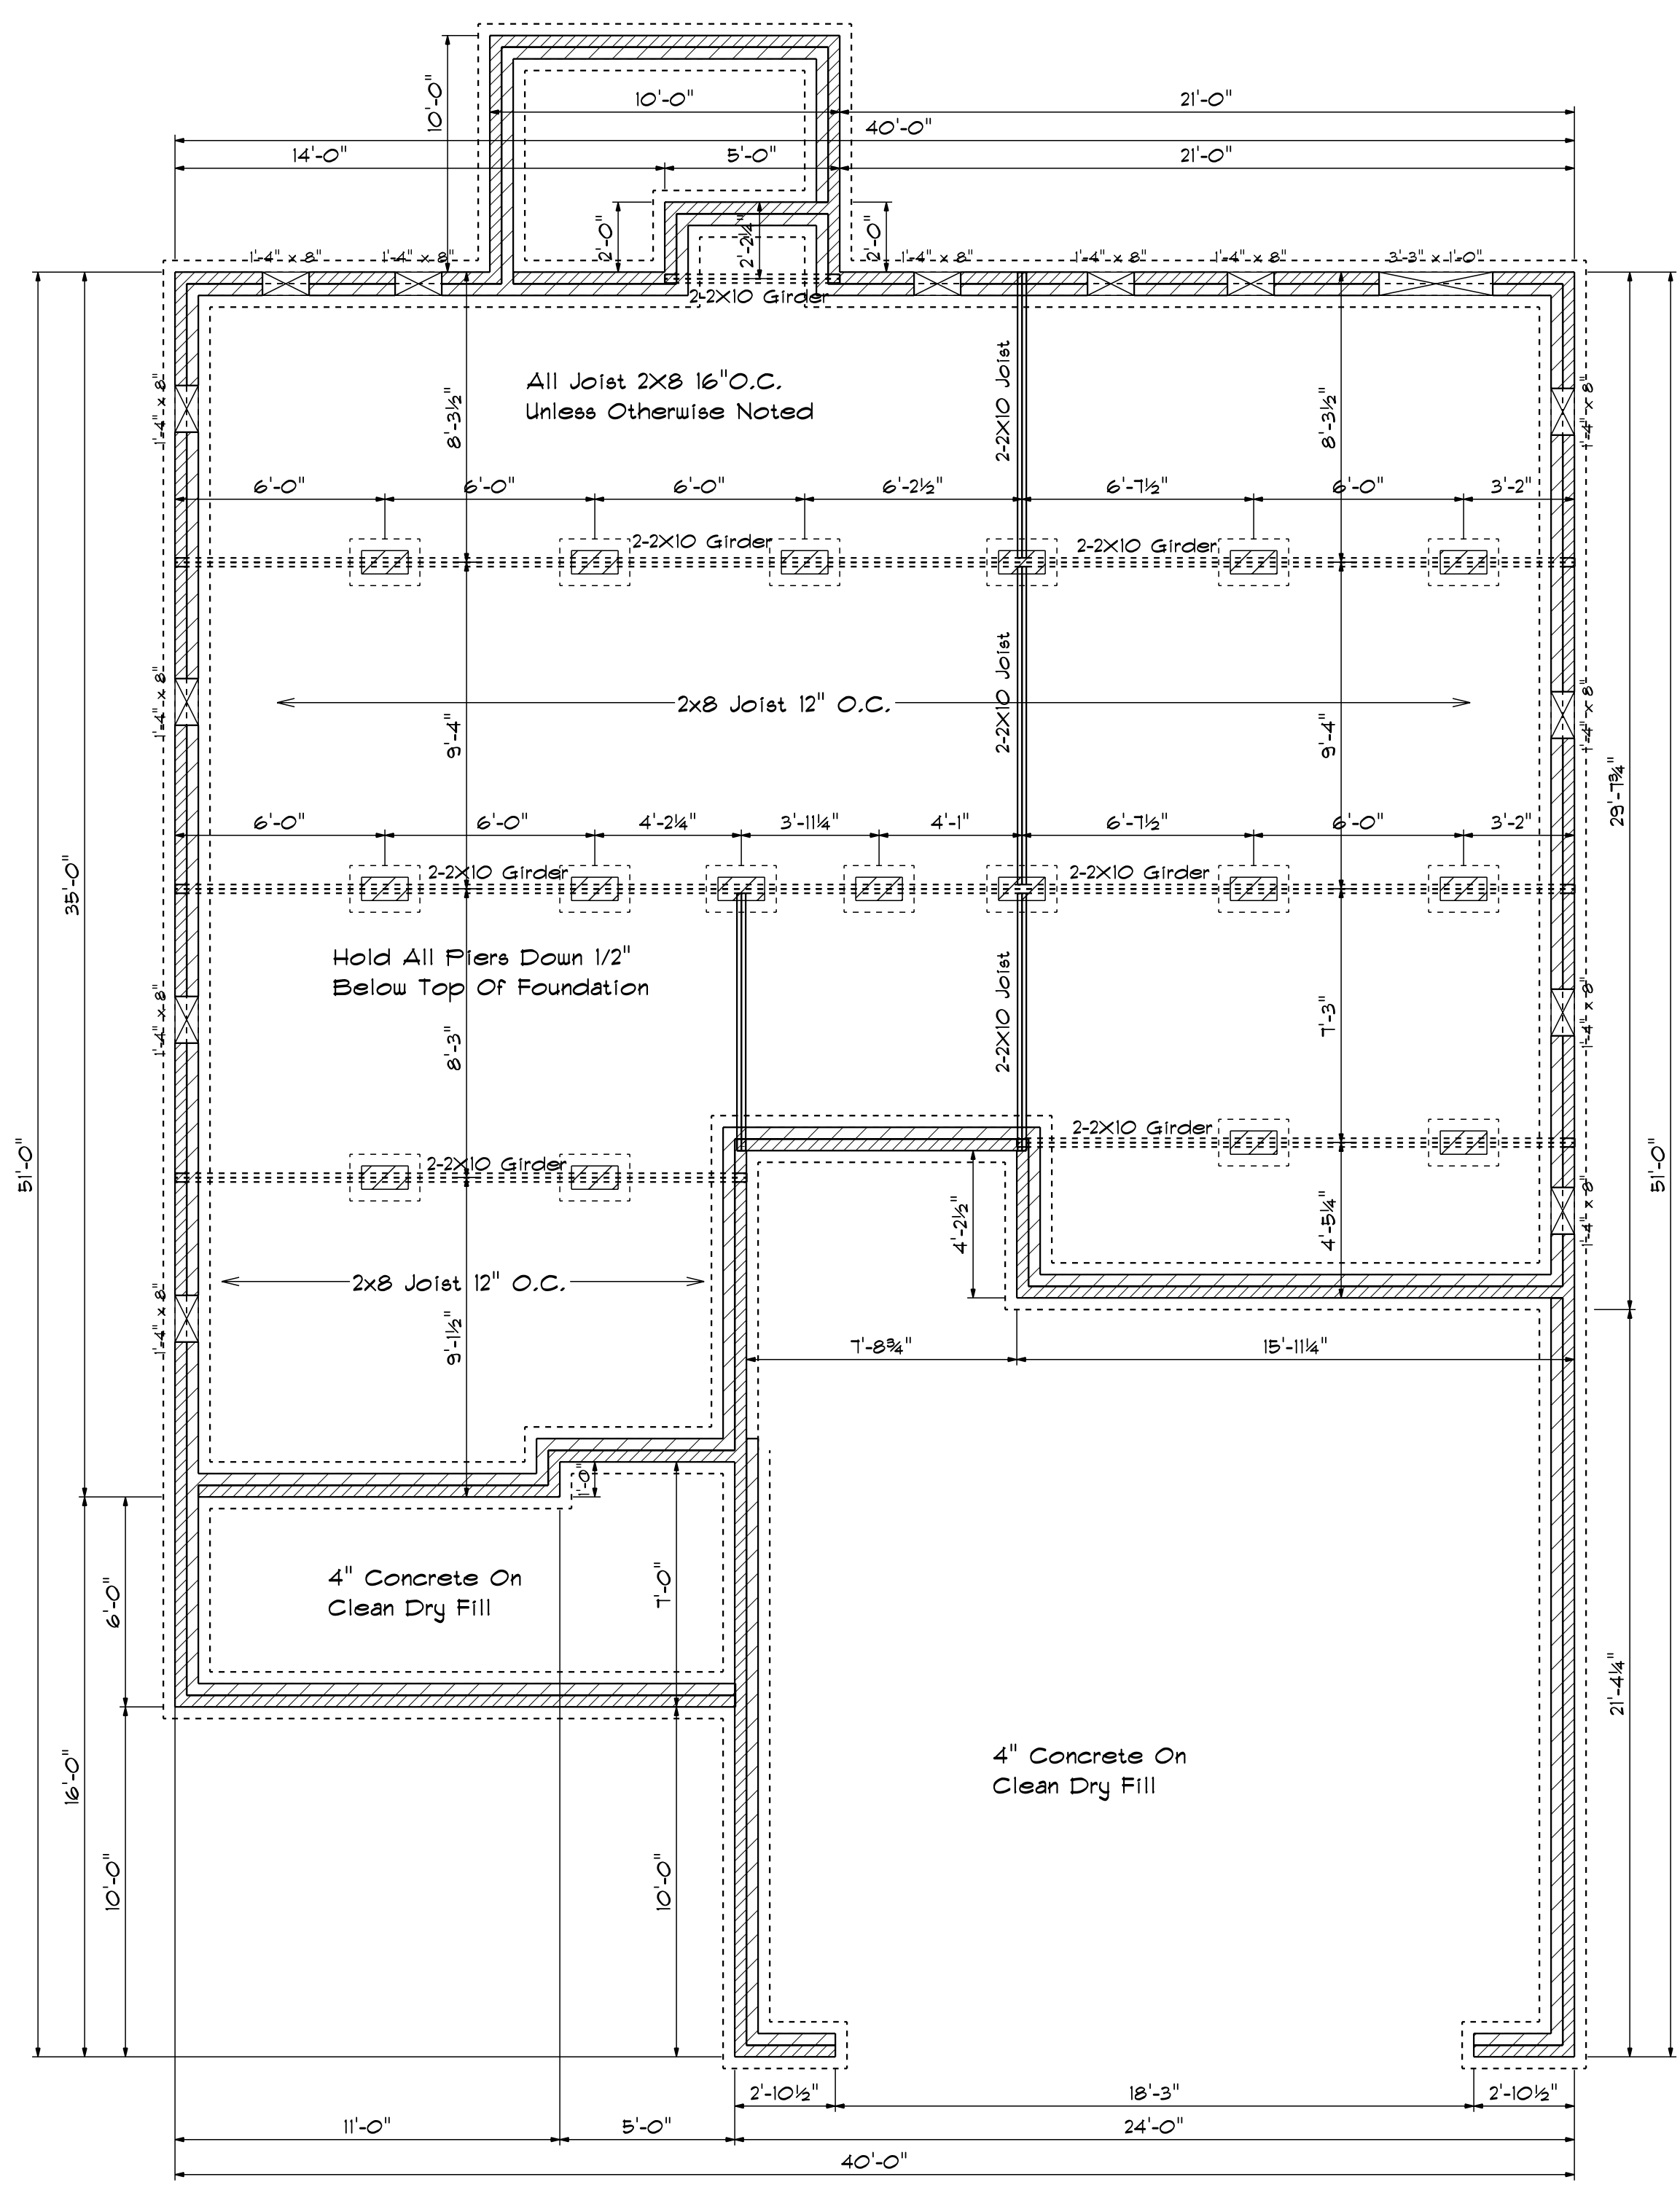 10'-0"
10'-0"
21'-0"
40'-0"
14'-0"
5'-0"
21'-0"
2'-0"
2'-2¼"
2'-0"
1'-4" x 8"
1'-4" x 8"
1'-4" x 8"
1'-4" x 8"
1'-4" x 8"
3'-3" x 1'-0"
2-2X10 Girder
All Joist 2X8 16"O.C.
Unless Otherwise Noted
1'-4" x 8"
8'-3½"
2-2X10 Joist
8'-3½"
1'-4" x 8"
6'-0"
6'-0"
6'-0"
6'-2½"
6'-7½"
6'-0"
3'-2"
2-2X10 Girder
2-2X10 Girder
1'-4" x 8"
9'-4"
2x8 Joist 12" O.C.
2-2X10 Joist
9'-4"
1'-4" x 8"
29'-7¾"
6'-0"
6'-0"
4'-2¼"
3'-11¼"
4'-1"
6'-7½"
6'-0"
3'-2"
35'-0"
2-2X10 Girder
2-2X10 Girder
Hold All Piers Down 1/2"
Below Top Of Foundation
1'-4" x 8"
8'-3"
2-2X10 Joist
7'-3"
1'-4" x 8"
51'-0"
51'-0"
2-2X10 Girder
2-2X10 Girder
4'-2½"
4'-5¼"
1'-4" x 8"
2x8 Joist 12" O.C.
1'-4" x 8"
9'-1½"
7'-8¾"
15'-11¼"
1'-0"
4" Concrete On
Clean Dry Fill
6'-0"
7'-0"
21'-4¼"
16'-0"
4" Concrete On
Clean Dry Fill
10'-0"
10'-0"
2'-10½"
18'-3"
2'-10½"
11'-0"
5'-0"
24'-0"
40'-0"